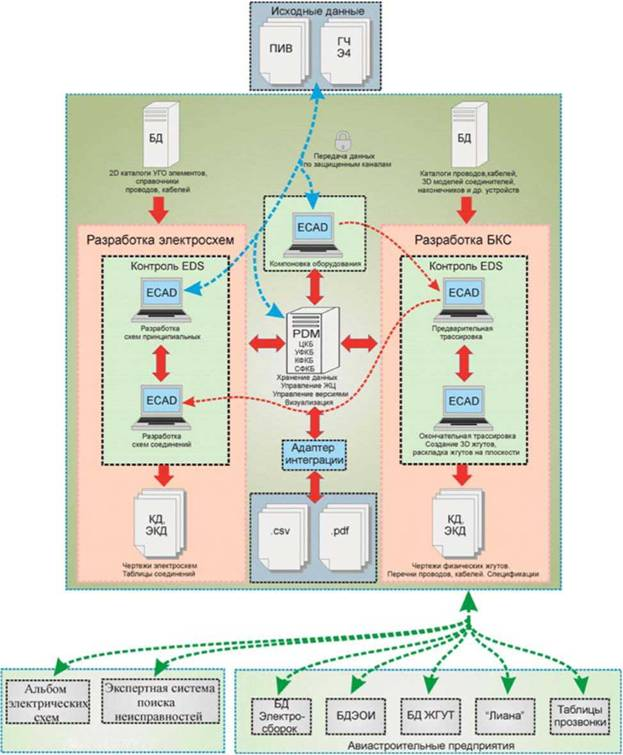 Исходные данные
ПИВ
ГЧ
Э4
БД
2D каталоги УГО элементов,
справочники
проводов, кабелей
Передача данных
по защищенным каналам
БД
Каталоги проводов,кабелей,
3D моделей соединителей,
наконечников и др. устройств
Разработка электросхем
Контроль EDS
ECAD
Разработка
схем принципиальных
ECAD
Разработка
схем соединений
КД,
ЭКД
Чертежи электросхем
Таблицы соединений
ECAD
Компоновка оборудования
PDM
ЦКБ
УФКБ
КФКБ
СФКБ
Хранение данных
Управление ЖЦ
Управление версиями
Визуализация
Адаптер
интеграции
.csv
.pdf
Разработка БКС
Контроль EDS
ECAD
Предварительная
трассировка
ECAD
Окончательная трассировка
Создание 3D жгутов,
раскладка жгутов на плоскости
КД,
ЭКД
Чертежи физических жгутов.
Перечни проводов, кабелей. Спецификации
Альбом
электрических
схем
Экспертная система
поиска
неисправностей
БД
Электро-
сборок
БДЭОИ
БД ЖГУТ
"Лиана"
Таблицы
прозвонки
Авиастроительные предприятия